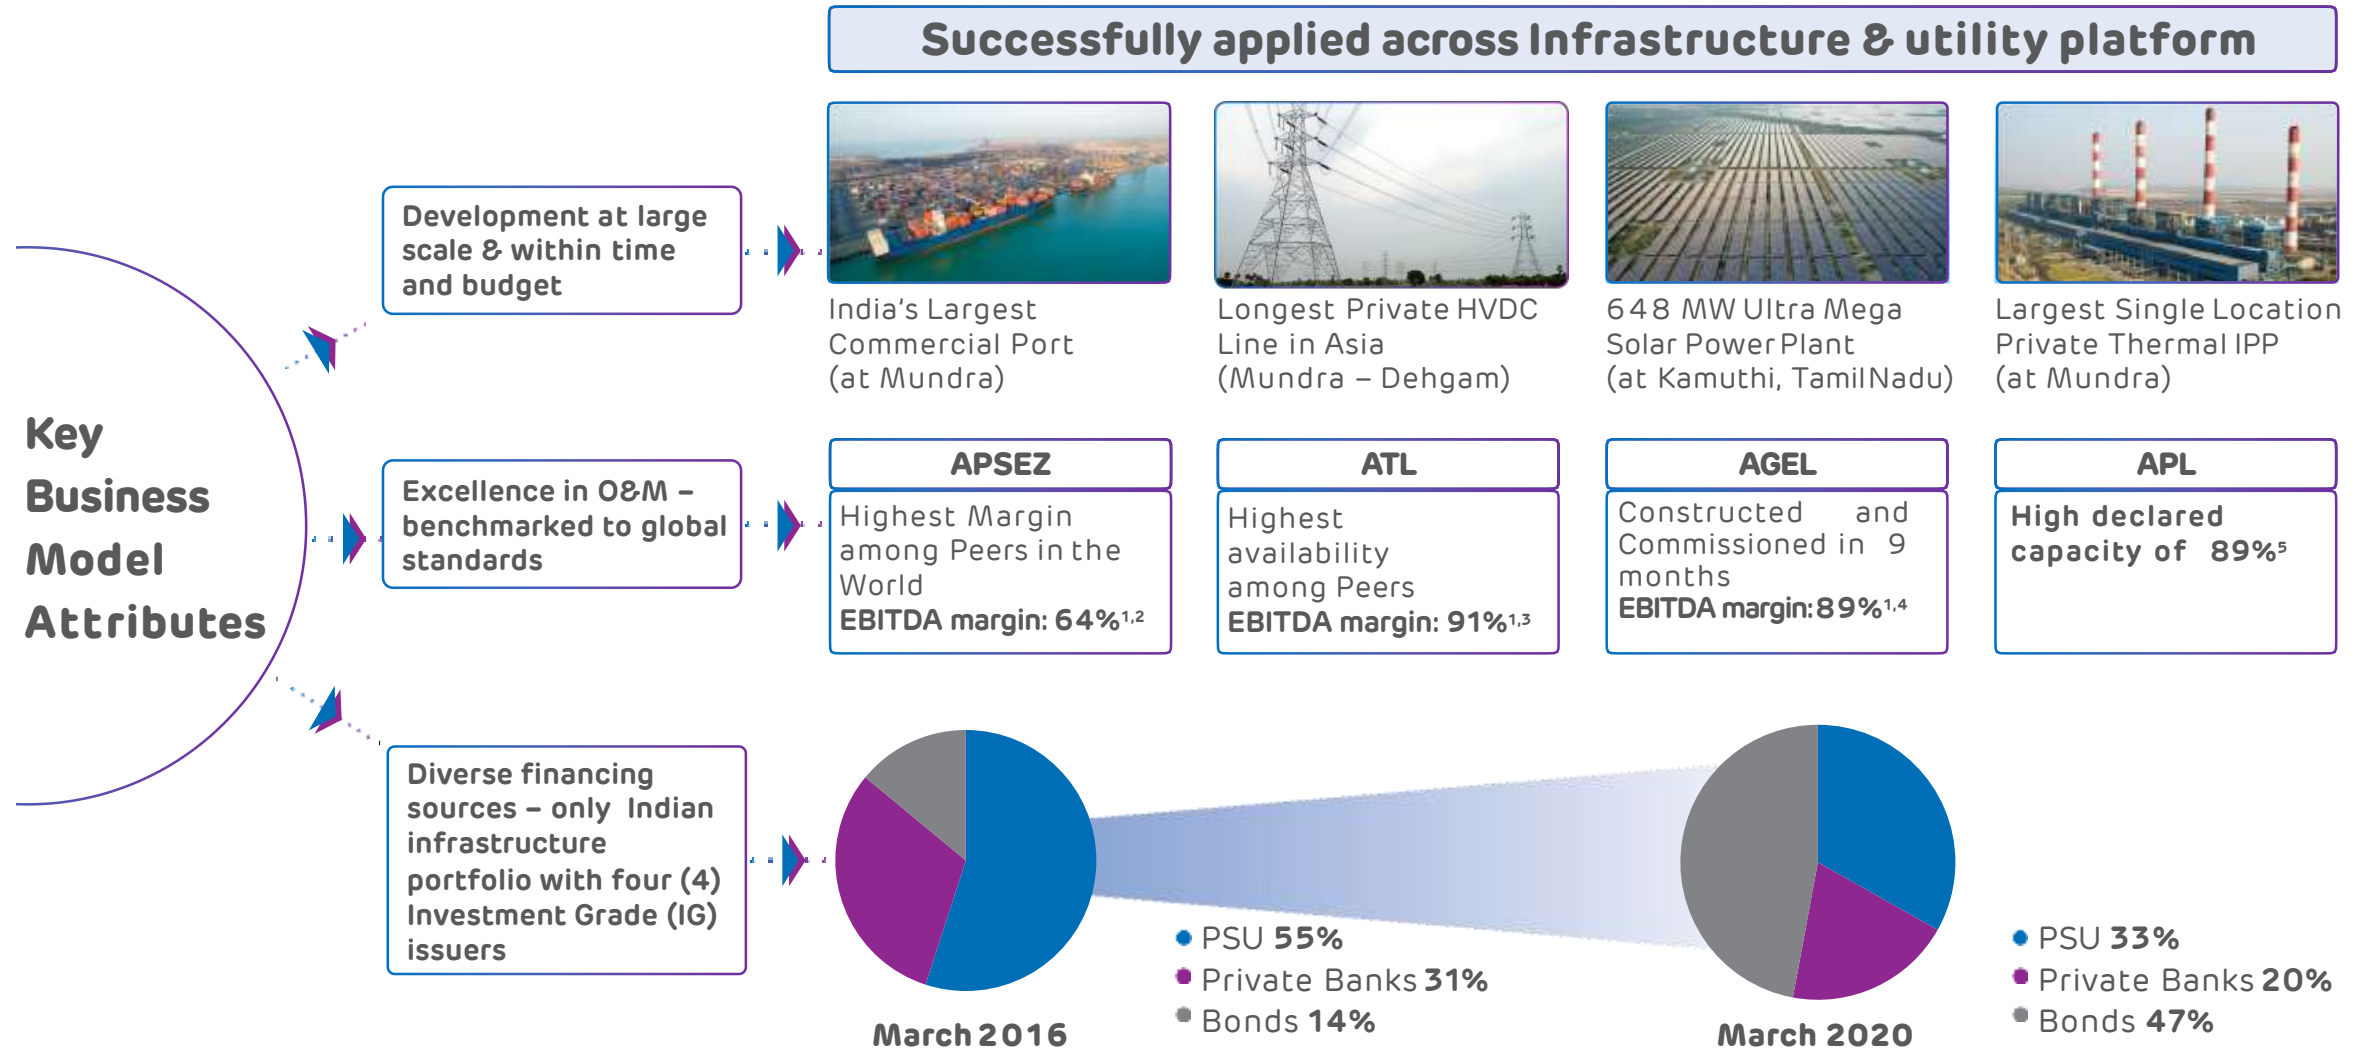 Successfully applied across Infrastructure & utility platform
Key
Business
Model
Attributes
Development at large
scale & within time
and budget
India’s Largest
Commercial Port
(at Mundra)
Longest Private HVDC
Line in Asia
(Mundra – Dehgam)
648 MW Ultra Mega
Solar Power Plant
(at Kamuthi, TamilNadu)
Largest Single Location
Private Thermal IPP
(at Mundra)
Excellence in O&M –
benchmarked to global
standards
APSEZ
Highest Margin
among Peers in the
World
EBITDA margin: 64%¹,²
ATL
Highest
availability
among Peers
EBITDA margin: 91%¹,³
AGEL
Constructed and
Commissioned in 9
months
EBITDA margin: 89%¹,⁴
APL
High declared
capacity of 89%⁵
Diverse financing
sources – only Indian
infrastructure
portfolio with four (4)
Investment Grade (IG)
issuers
PSU 55%
Private Banks 31%
Bonds 14%
March 2016
PSU 33%
Private Banks 20%
Bonds 47%
March 2020